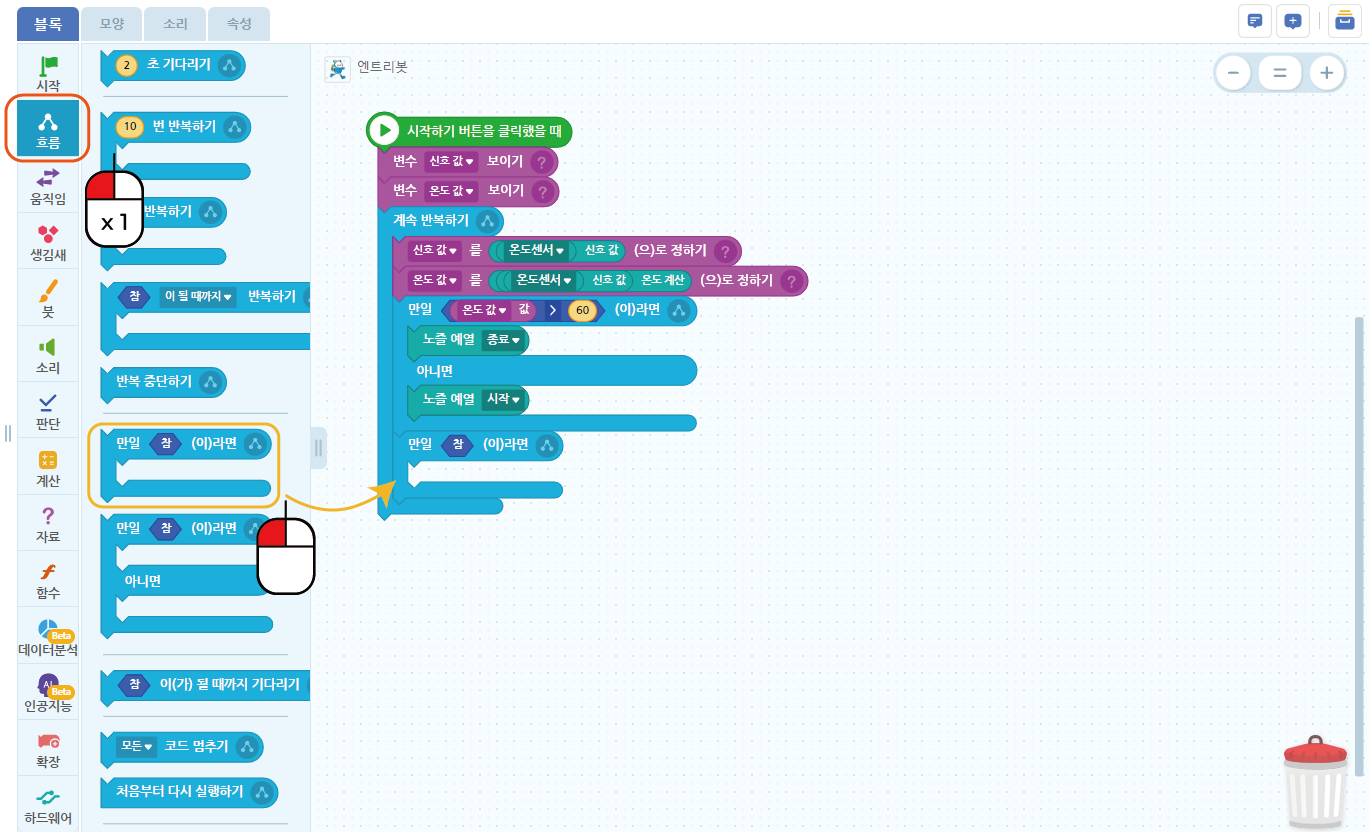 블록
모양
소리
속성
시작
흐름
움직임
생김새
붓
소리
판단
계산
자료
함수
Beta
데이터분석
AI
Beta
인공지능
확장
하드웨어
2 초 기다리기
10 번 반복하기
x 1
반복하기
참 이 될 때까지 반복하기
반복 중단하기
만일 참 (이)라면
만일 참 (이)라면
아니면
참 이(가) 될 때까지 기다리기
모든 코드 멈추기
처음부터 다시 실행하기
엔트리봇
시작하기 버튼을 클릭했을 때
변수 신호 값 보이기 ?
변수 온도 값 보이기 ?
계속 반복하기
신호 값 를 온도센서 신호 값 (으)로 정하기 ?
온도 값 를 온도센서 신호 값 온도 계산 (으)로 정하기 ?
만일 온도 값 값 > 60 (이)라면
노즐 예열 종료
아니면
노즐 예열 시작
만일 참 (이)라면